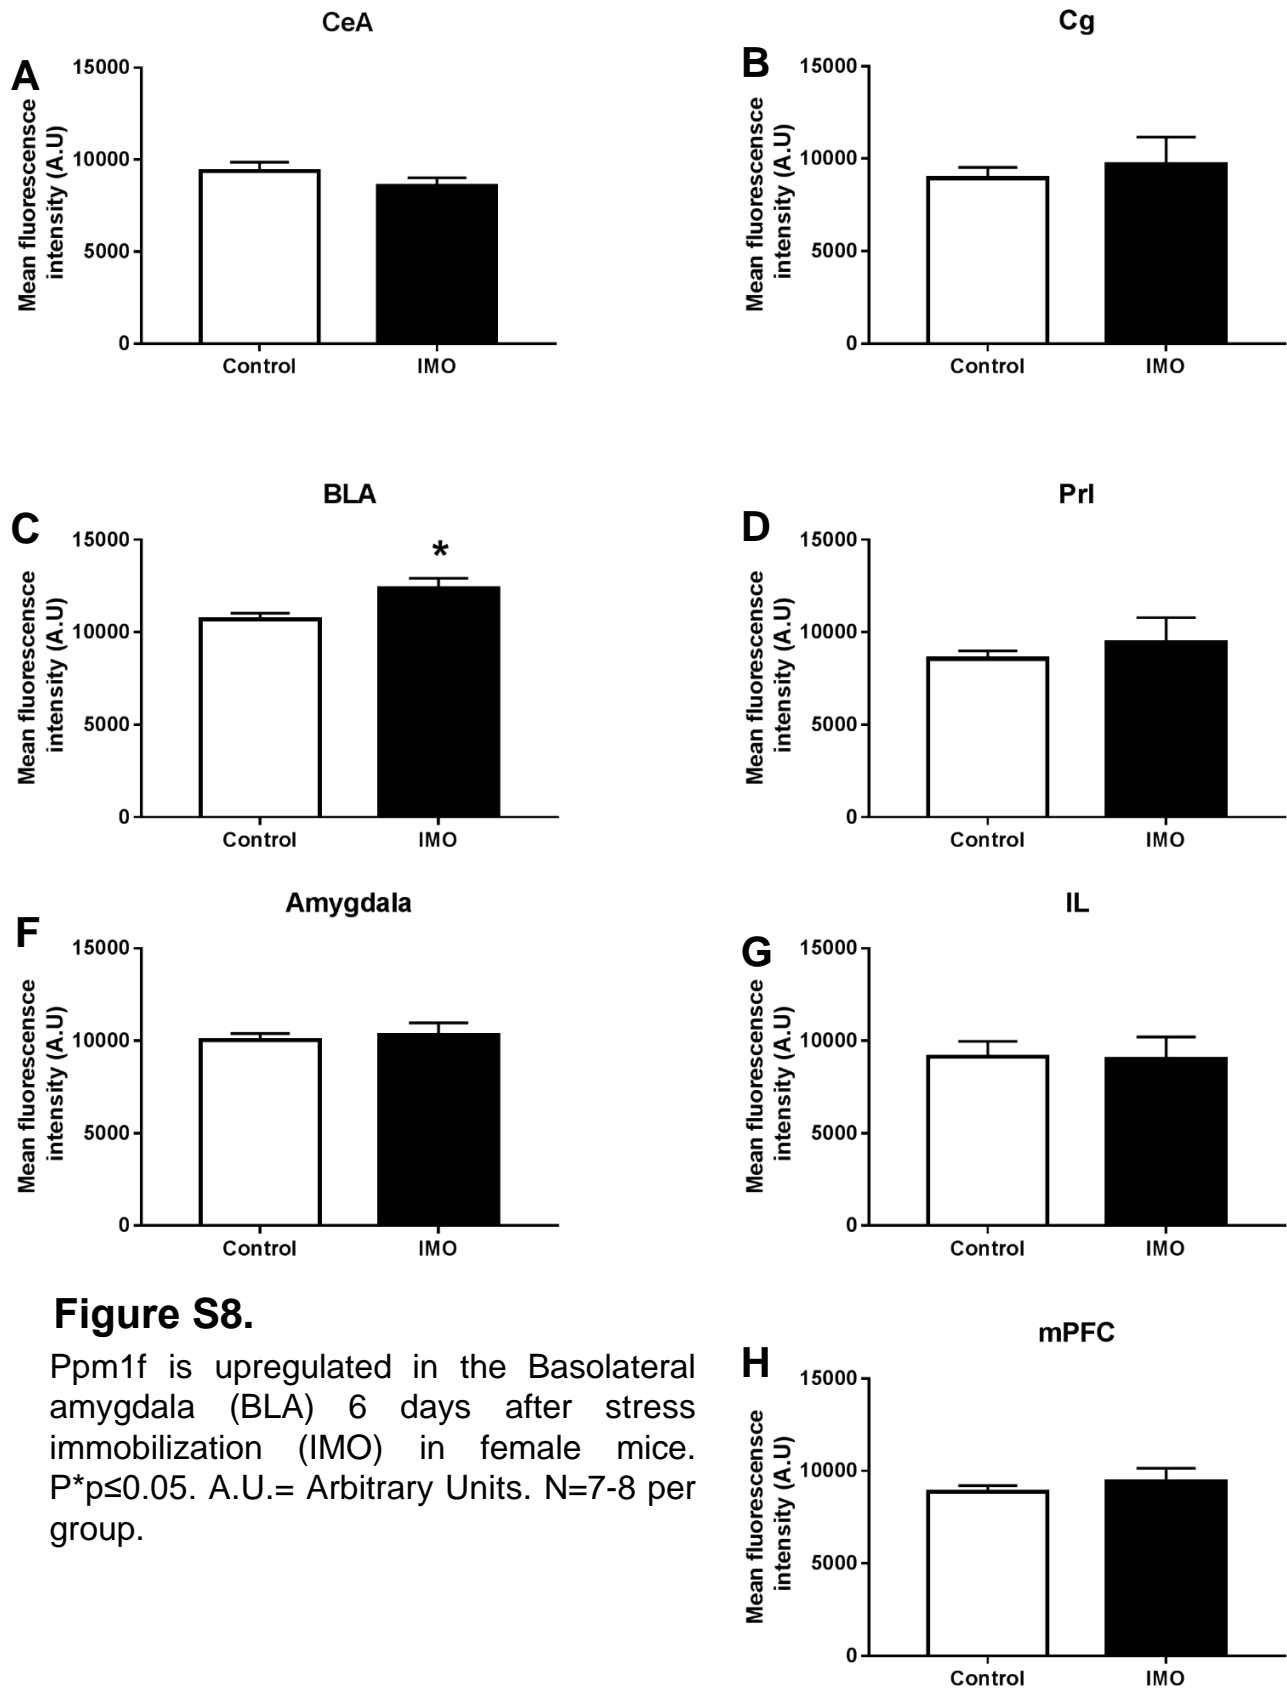 CeA
A
Mean fluorescensce
intensity (A.U)
15000
10000
5000
0
Control IMO
Cg
B
Mean fluorescensce
intensity (A.U)
15000
10000
5000
0
Control IMO
BLA
C
Mean fluorescensce
intensity (A.U)
15000
10000
5000
0
*
Control IMO
Prl
D
Mean fluorescensce
intensity (A.U)
15000
10000
5000
0
Control IMO
Amygdala
F
Mean fluorescensce
intensity (A.U)
15000
10000
5000
0
Control IMO
IL
G
Mean fluorescensce
intensity (A.U)
15000
10000
5000
0
Control IMO
Figure S8.
Ppm1f is upregulated in the Basolateral
amygdala (BLA) 6 days after stress
immobilization (IMO) in female mice.
P*p≤0.05. A.U.= Arbitrary Units. N=7-8 per
group.
mPFC
H
Mean fluorescensce
intensity (A.U)
15000
10000
5000
0
Control IMO